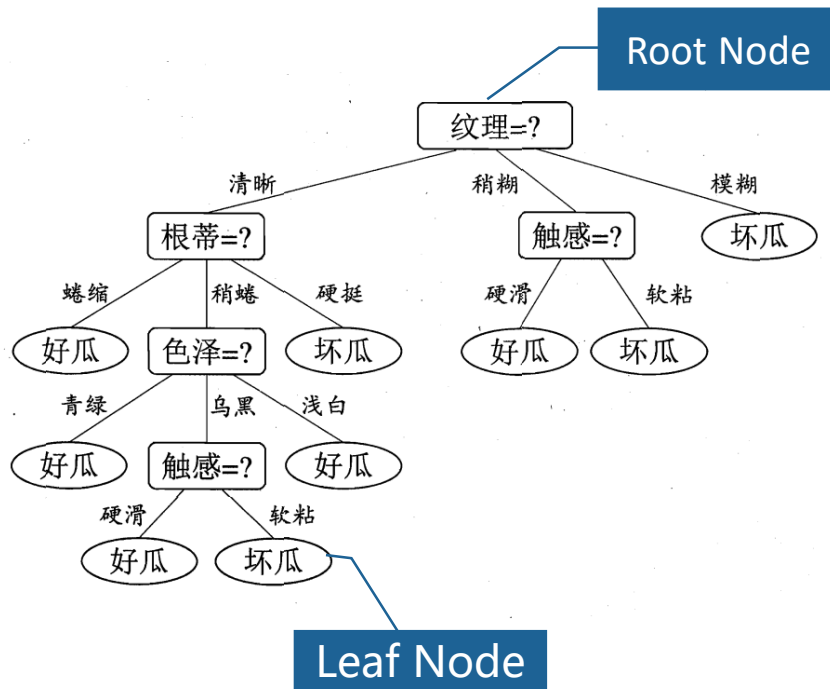 Root Node
纹理=?
清晰 稍糊 模糊
根蒂=? 触感=? 坏瓜
蜷缩 稍蜷 硬挺 硬滑 软粘
好瓜 色泽=? 坏瓜 好瓜 坏瓜
青绿 乌黑 浅白
好瓜 触感=? 好瓜
硬滑 软粘
好瓜 坏瓜
Leaf Node